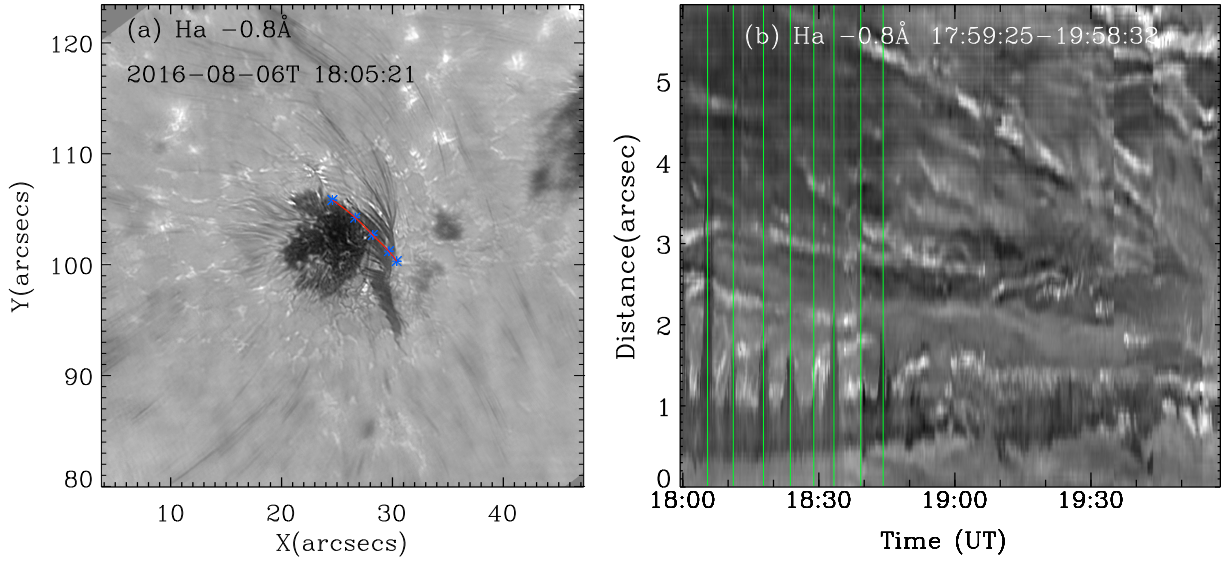 (a) Ha −0.8Å
2016−08−06T 18:05:21
120
110
100
90
80
Y(arcsecs)
10
20
30
40
X(arcsecs)
(b) Ha −0.8Å 17:59:25−19:58:32
5
4
3
2
1
0
Distance(arcsec)
18:00
18:30
19:00
19:30
Time (UT)